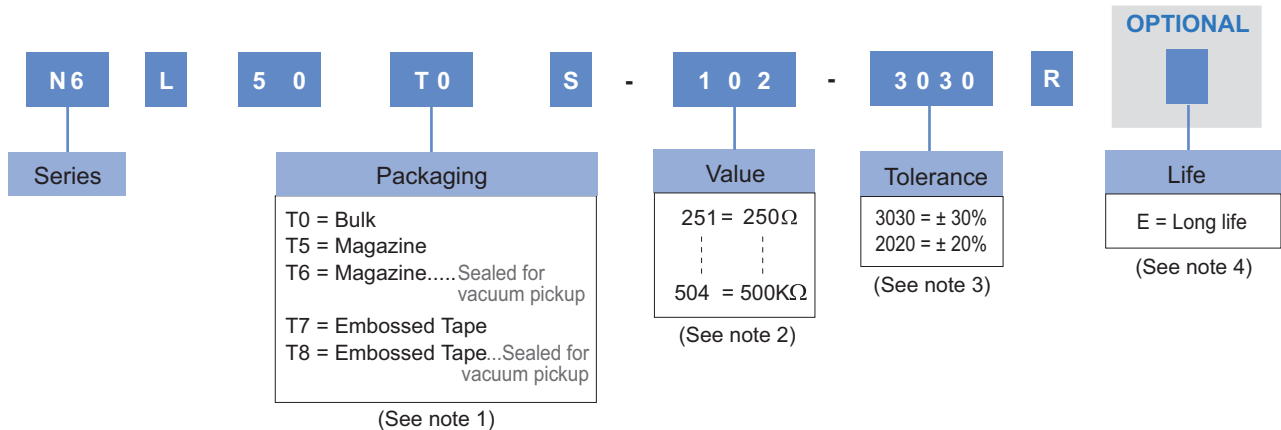 OPTIONAL
N6 L 5 0 T0 S - 1 0 2 - 3 0 3 0 R
Series
Packaging
Value
Tolerance
Life
T0 = Bulk
T5 = Magazine
T6 = Magazine.....Sealed for
vacuum pickup
T7 = Embossed Tape
T8 = Embossed Tape...Sealed for
vacuum pickup
(See note 1)
251 = 250Ω
504 = 500KΩ
(See note 2)
3030 = ± 30%
2020 = ± 20%
(See note 3)
E = Long life
(See note 4)